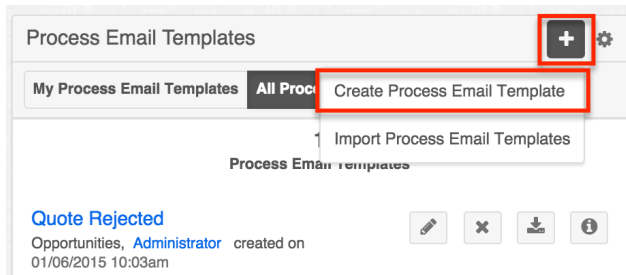 Process Email Templates
My Process Email Templates All Proc
Create Process Email Template
Import Process Email Templates
Process Email Templates
Quote Rejected
Opportunities, Administrator created on
01/06/2015 10:03am